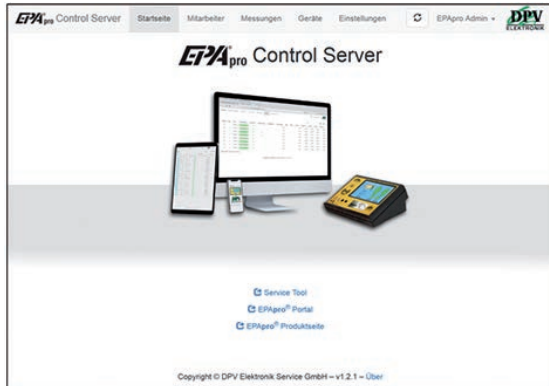 EPA®pro Control Server Startseite Mitarbeiter Messungen Geräte Einstellungen EPApro Admin DPV ELEKTRONIK
EPA®pro Control Server
Service Tool
EPApro® Portal
EPApro® Produktseite
Copyright © DPV Elektronik Service GmbH – v1.2.1 – Über